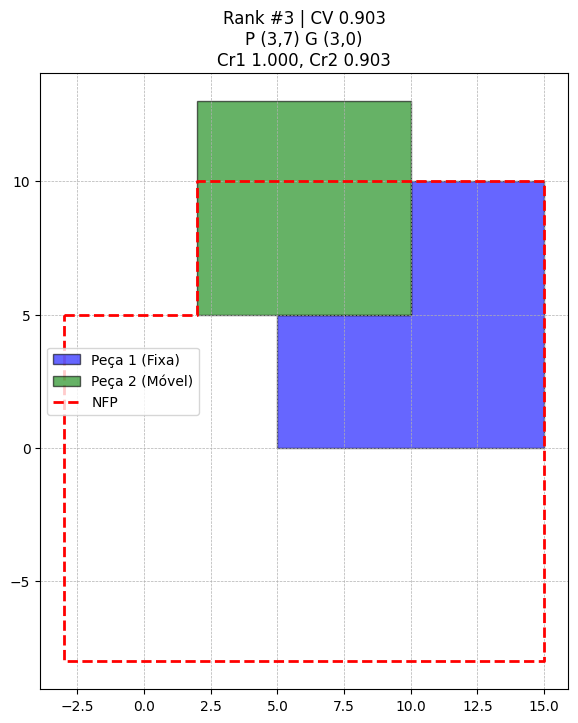 Rank #3 | CV 0.903
P (3,7) G (3,0)
Cr1 1.000, Cr2 0.903
10
5
0
−5
Peça 1 (Fixa)
Peça 2 (Móvel)
NFP
−2.5 0.0 2.5 5.0 7.5 10.0 12.5 15.0